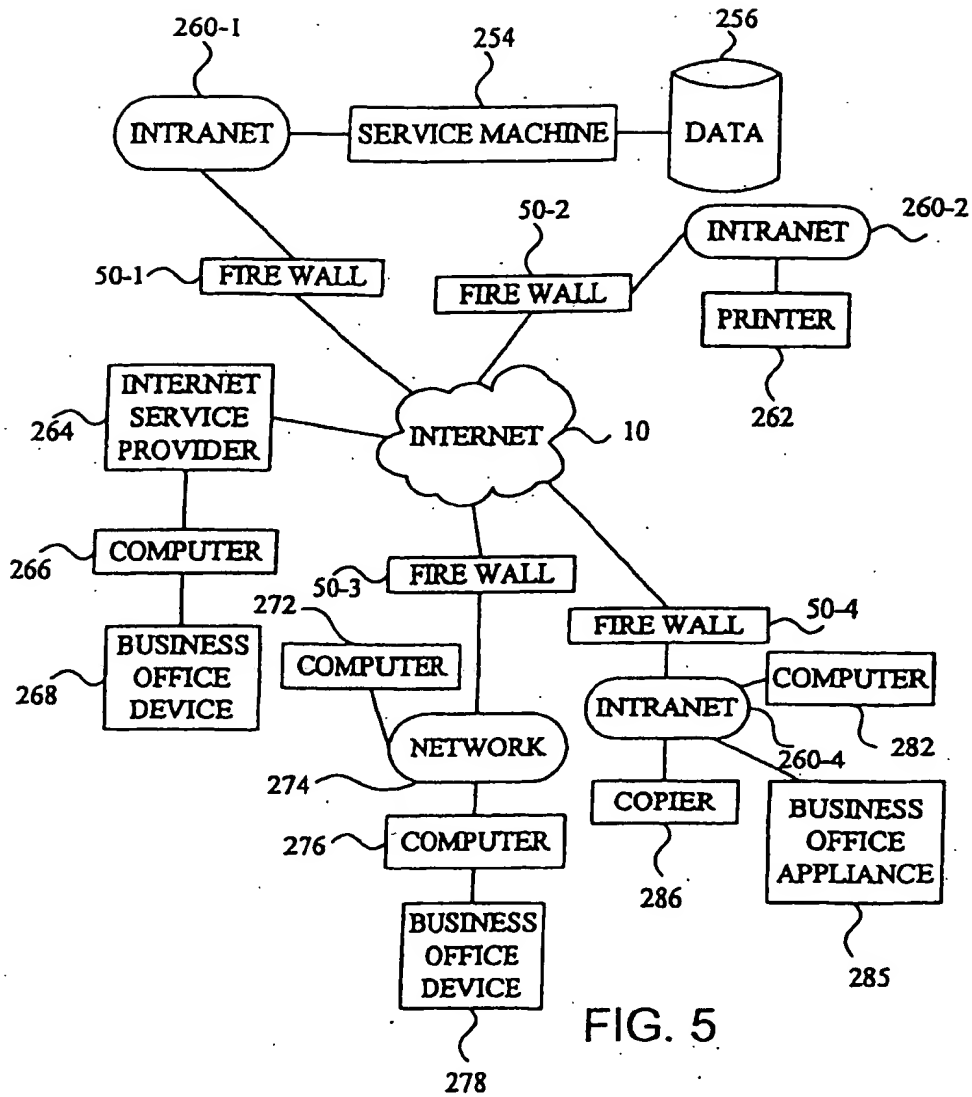 260-1
254
256
INTRANET
SERVICE MACHINE
DATA
50-2
260-2
INTRANET
50-1
FIRE WALL
FIRE WALL
PRINTER
262
INTERNET
SERVICE
PROVIDER
264
INTERNET
10
COMPUTER
266
FIRE WALL
50-3
272
50-4
FIRE WALL
BUSINESS
OFFICE
DEVICE
268
COMPUTER
COMPUTER
INTRANET
282
260-4
NETWORK
274
COPIER
BUSINESS
OFFICE
APPLIANCE
276
COMPUTER
286
BUSINESS
OFFICE
DEVICE
285
278
FIG. 5